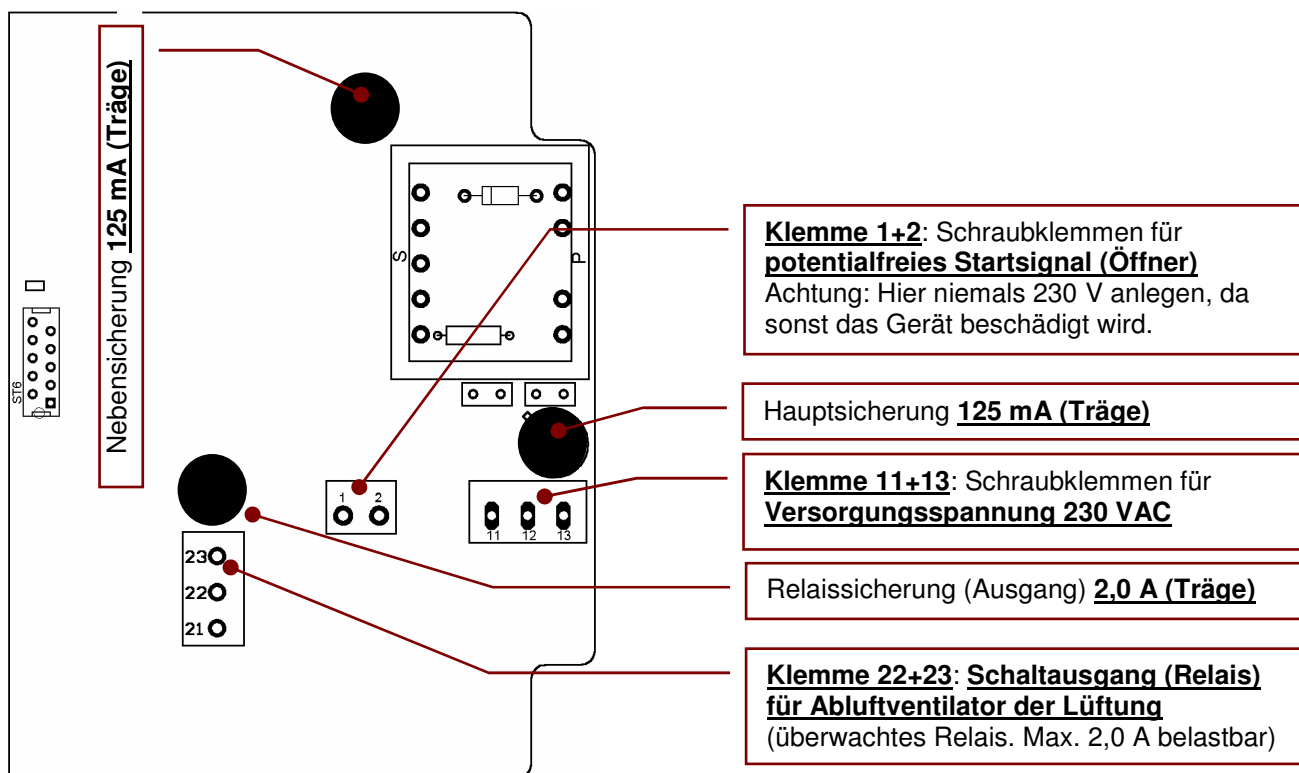 Nebensicherung 125 mA (Träge)
S
P
ST6
1 2
11 12 13
23
22
21
Klemme 1+2: Schraubklemmen für
potentialfreies Startsignal (Öffner)
Achtung: Hier niemals 230 V anlegen, da
sonst das Gerät beschädigt wird.
Hauptsicherung 125 mA (Träge)
Klemme 11+13: Schraubklemmen für
Versorgungsspannung 230 VAC
Relaissicherung (Ausgang) 2,0 A (Träge)
Klemme 22+23: Schaltausgang (Relais)
für Abluftventilator der Lüftung
(überwachtes Relais. Max. 2,0 A belastbar)